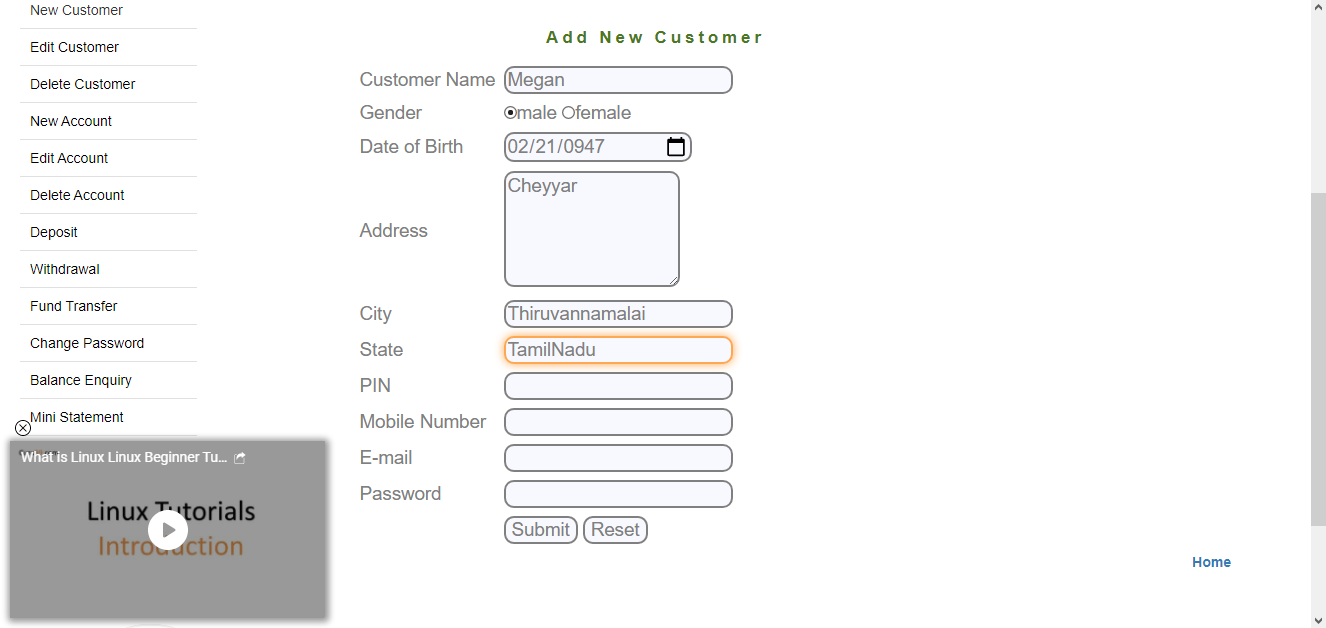 New Customer
Edit Customer
Delete Customer
New Account
Edit Account
Delete Account
Deposit
Withdrawal
Fund Transfer
Change Password
Balance Enquiry
Mini Statement
What is Linux Linux Beginner Tu...
Linux Tutorials
Introduction
Add New Customer
Customer Name Megan
Gender male female
Date of Birth 02/21/0947
Address Cheyyar
City Thiruvannamalai
State TamilNadu
PIN
Mobile Number
E-mail
Password
Submit Reset
Home